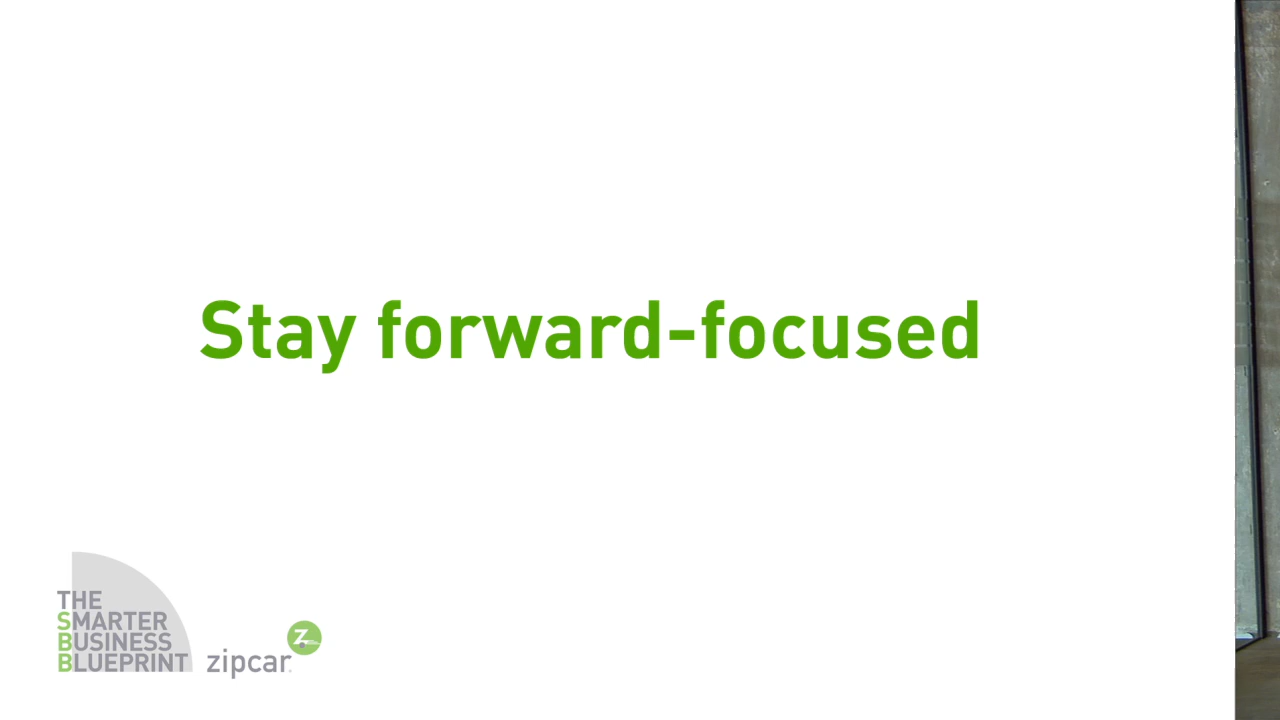 Stay forward-focused
THE
SMARTER
BUSINESS
BLUEPRINT
zipcar
Z